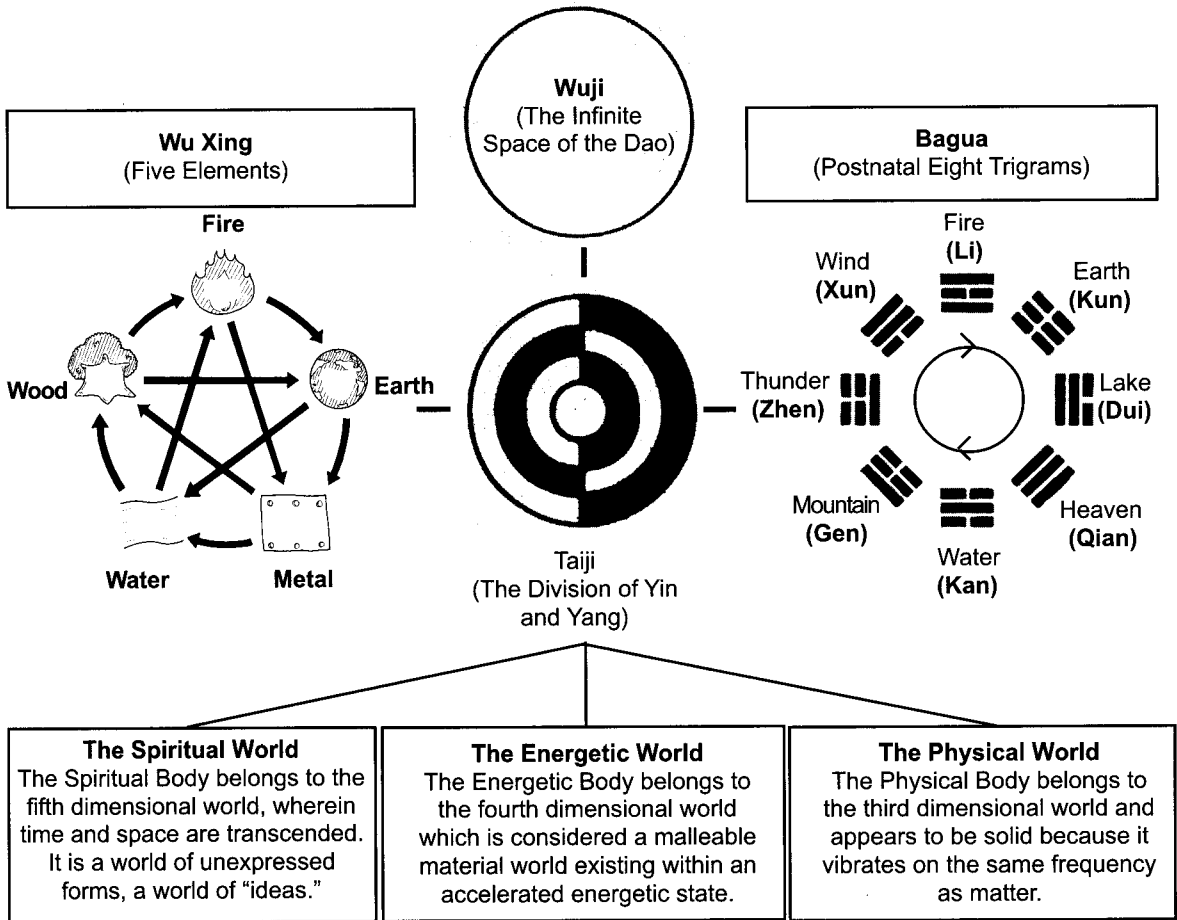 Wuji
(The Infinite
Space of the Dao)
Wu Xing
(Five Elements)
Bagua
(Postnatal Eight Trigrams)
Fire
Wood
Earth
Water
Metal
Taiji
(The Division of Yin
and Yang)
Fire
(Li)
Wind
(Xun)
Earth
(Kun)
Thunder
(Zhen)
Lake
(Dui)
Mountain
(Gen)
Heaven
(Qian)
Water
(Kan)
The Spiritual World
The Spiritual Body belongs to the
fifth dimensional world, wherein
time and space are transcended.
It is a world of unexpressed
forms, a world of “ideas.”
The Energetic World
The Energetic Body belongs to
the fourth dimensional world
which is considered a malleable
material world existing within an
accelerated energetic state.
The Physical World
The Physical Body belongs to
the third dimensional world and
appears to be solid because it
vibrates on the same frequency
as matter.